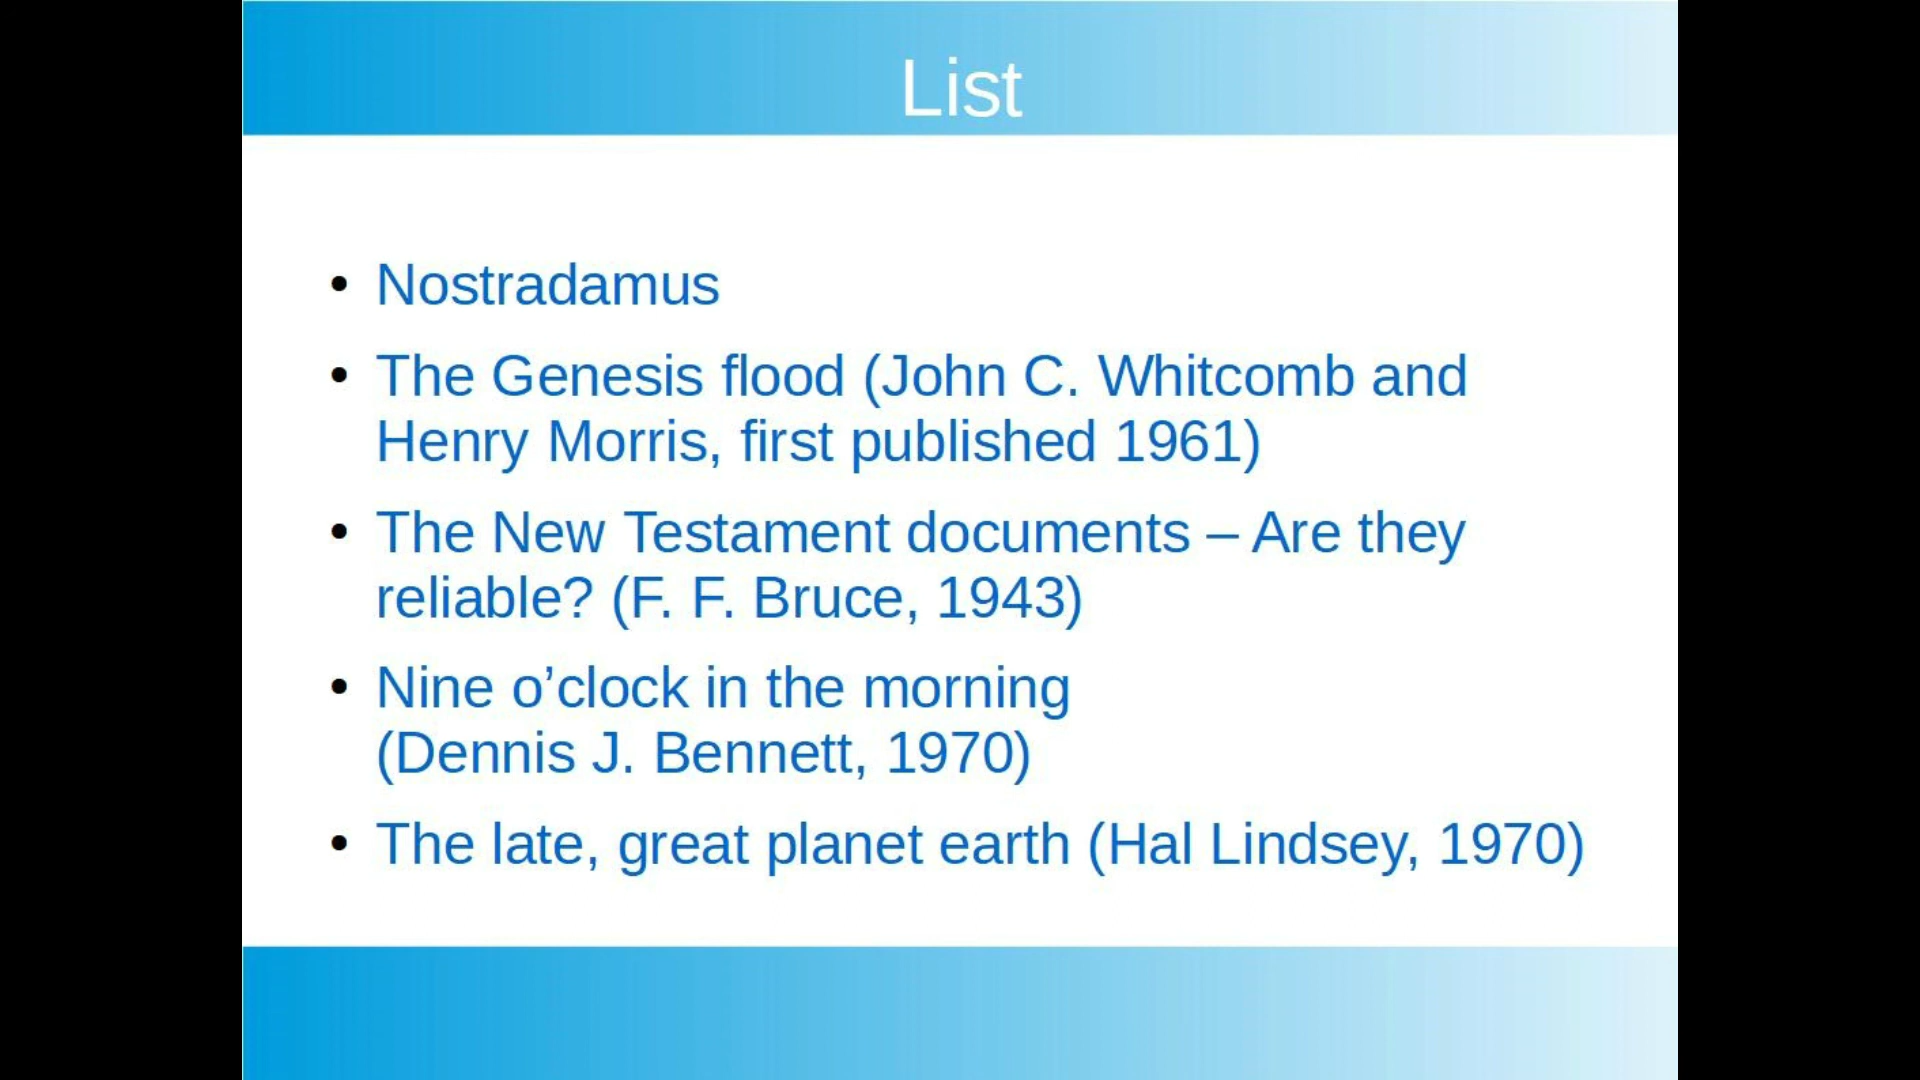 List
• Nostradamus
• The Genesis flood (John C. Whitcomb and
Henry Morris, first published 1961)
• The New Testament documents – Are they
reliable? (F. F. Bruce, 1943)
• Nine o’clock in the morning
(Dennis J. Bennett, 1970)
• The late, great planet earth (Hal Lindsey, 1970)